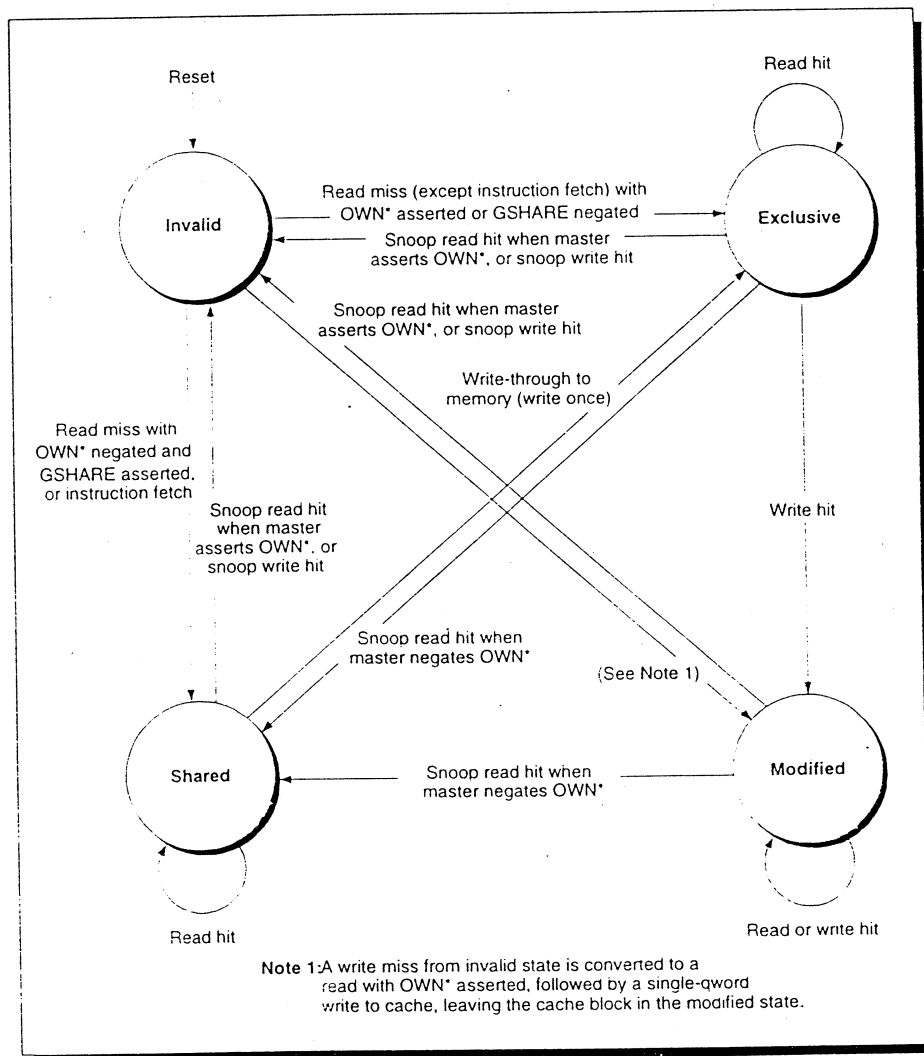 Reset
Read hit
Invalid
Read miss (except instruction fetch) with
OWN* asserted or GSHARE negated
Snoop read hit when master
asserts OWN*, or snoop write hit
Exclusive
Snoop read hit when master
asserts OWN*, or snoop write hit
Write-through to
memory (write once)
Read miss with
OWN* negated and
GSHARE asserted,
or instruction fetch
Snoop read hit
when master
asserts OWN*, or
snoop write hit
Write hit
Snoop read hit when
master negates OWN*
(See Note 1)
Shared
Snoop read hit when
master negates OWN*
Modified
Read hit
Read or write hit
Note 1: A write miss from invalid state is converted to a
read with OWN* asserted, followed by a single-qword
write to cache, leaving the cache block in the modified state.